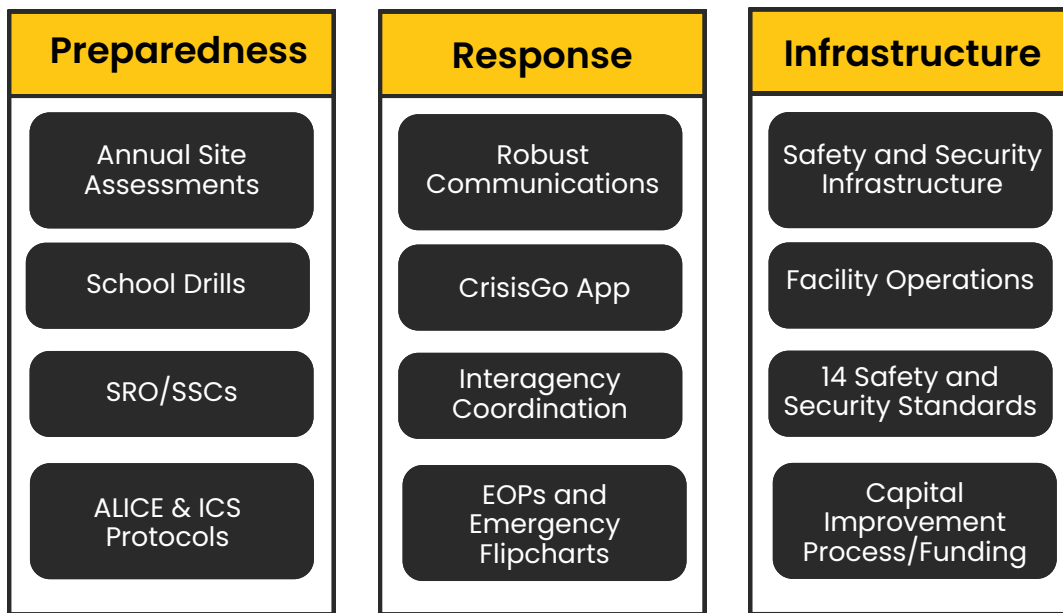 Preparedness
Annual Site
Assessments
School Drills
SRO/SSCs
ALICE & ICS
Protocols
Response
Robust
Communications
CrisisGo App
Interagency
Coordination
EOPs and
Emergency
Flipcharts
Infrastructure
Safety and Security
Infrastructure
Facility Operations
14 Safety and
Security Standards
Capital
Improvement
Process/Funding